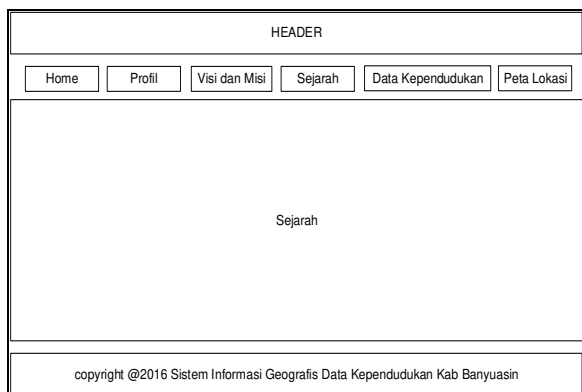 HEADER
Home Profil Visi dan Misi Sejarah Data Kependudukan Peta Lokasi
Sejarah
copyright @2016 Sistem Informasi Geografis Data Kependudukan Kab Banyuasin